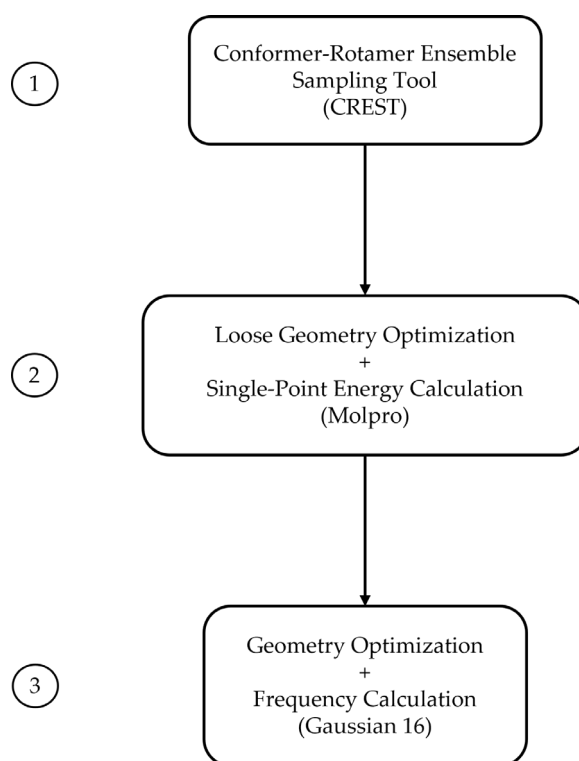 1
Conformer-Rotamer Ensemble
Sampling Tool
(CREST)
2
Loose Geometry Optimization
+
Single-Point Energy Calculation
(Molpro)
3
Geometry Optimization
+
Frequency Calculation
(Gaussian 16)